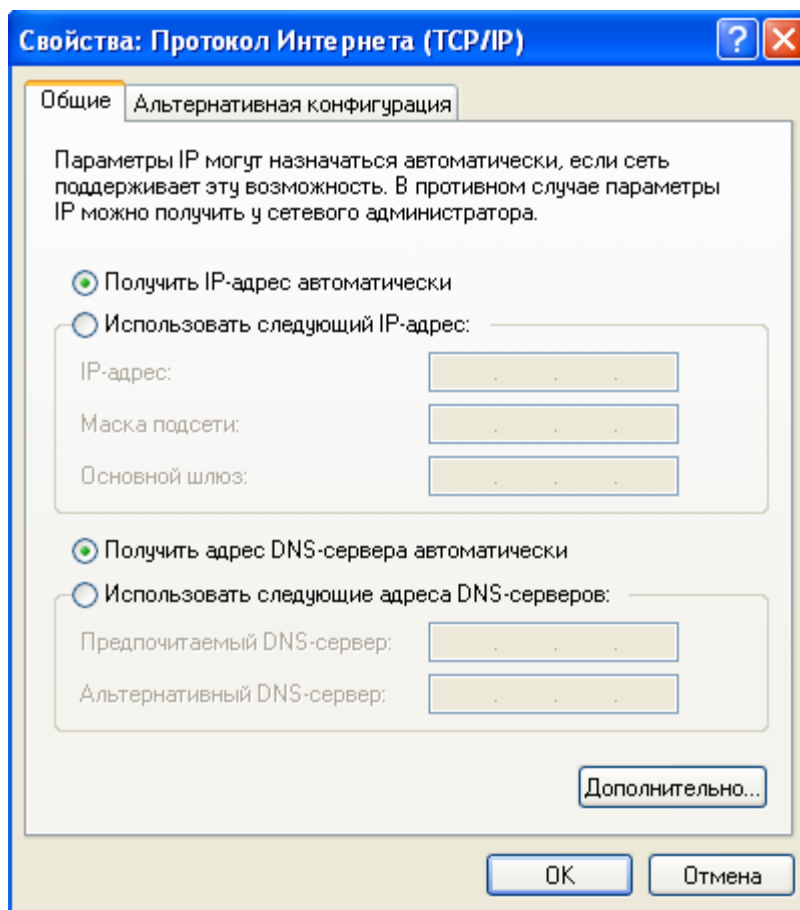 Свойства: Протокол Интернета (TCP/IP)
Общие
Альтернативная конфигурация
Параметры IP могут назначаться автоматически, если сеть
поддерживает эту возможность. В противном случае параметры
IP можно получить у сетевого администратора.
Получить IP-адрес автоматически
Использовать следующий IP-адрес:
IP-адрес:
Маска подсети:
Основной шлюз:
Получить адрес DNS-сервера автоматически
Использовать следующие адреса DNS-серверов:
Предпочитаемый DNS-сервер:
Альтернативный DNS-сервер:
Дополнительно...
OK
Отмена